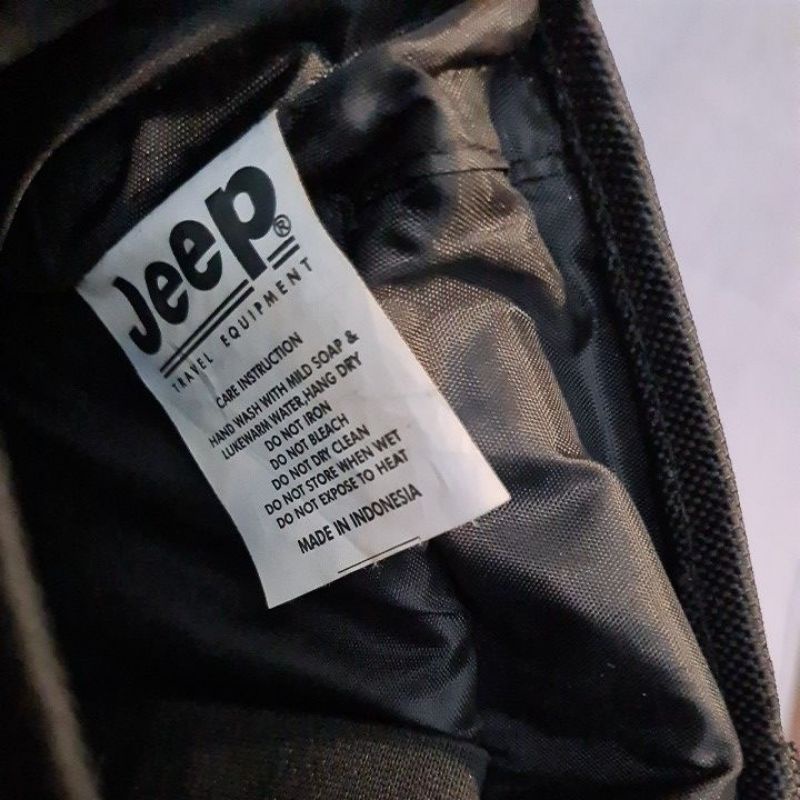 Jeep®
TRAVEL EQUIPMENT
CARE INSTRUCTION
HAND WASH WITH MILD SOAP &
LUKEWARM WATER, HANG DRY
DO NOT IRON
DO NOT BLEACH
DO NOT DRY CLEAN
DO NOT STORE WHEN WET
DO NOT EXPOSE TO HEAT
MADE IN INDONESIA